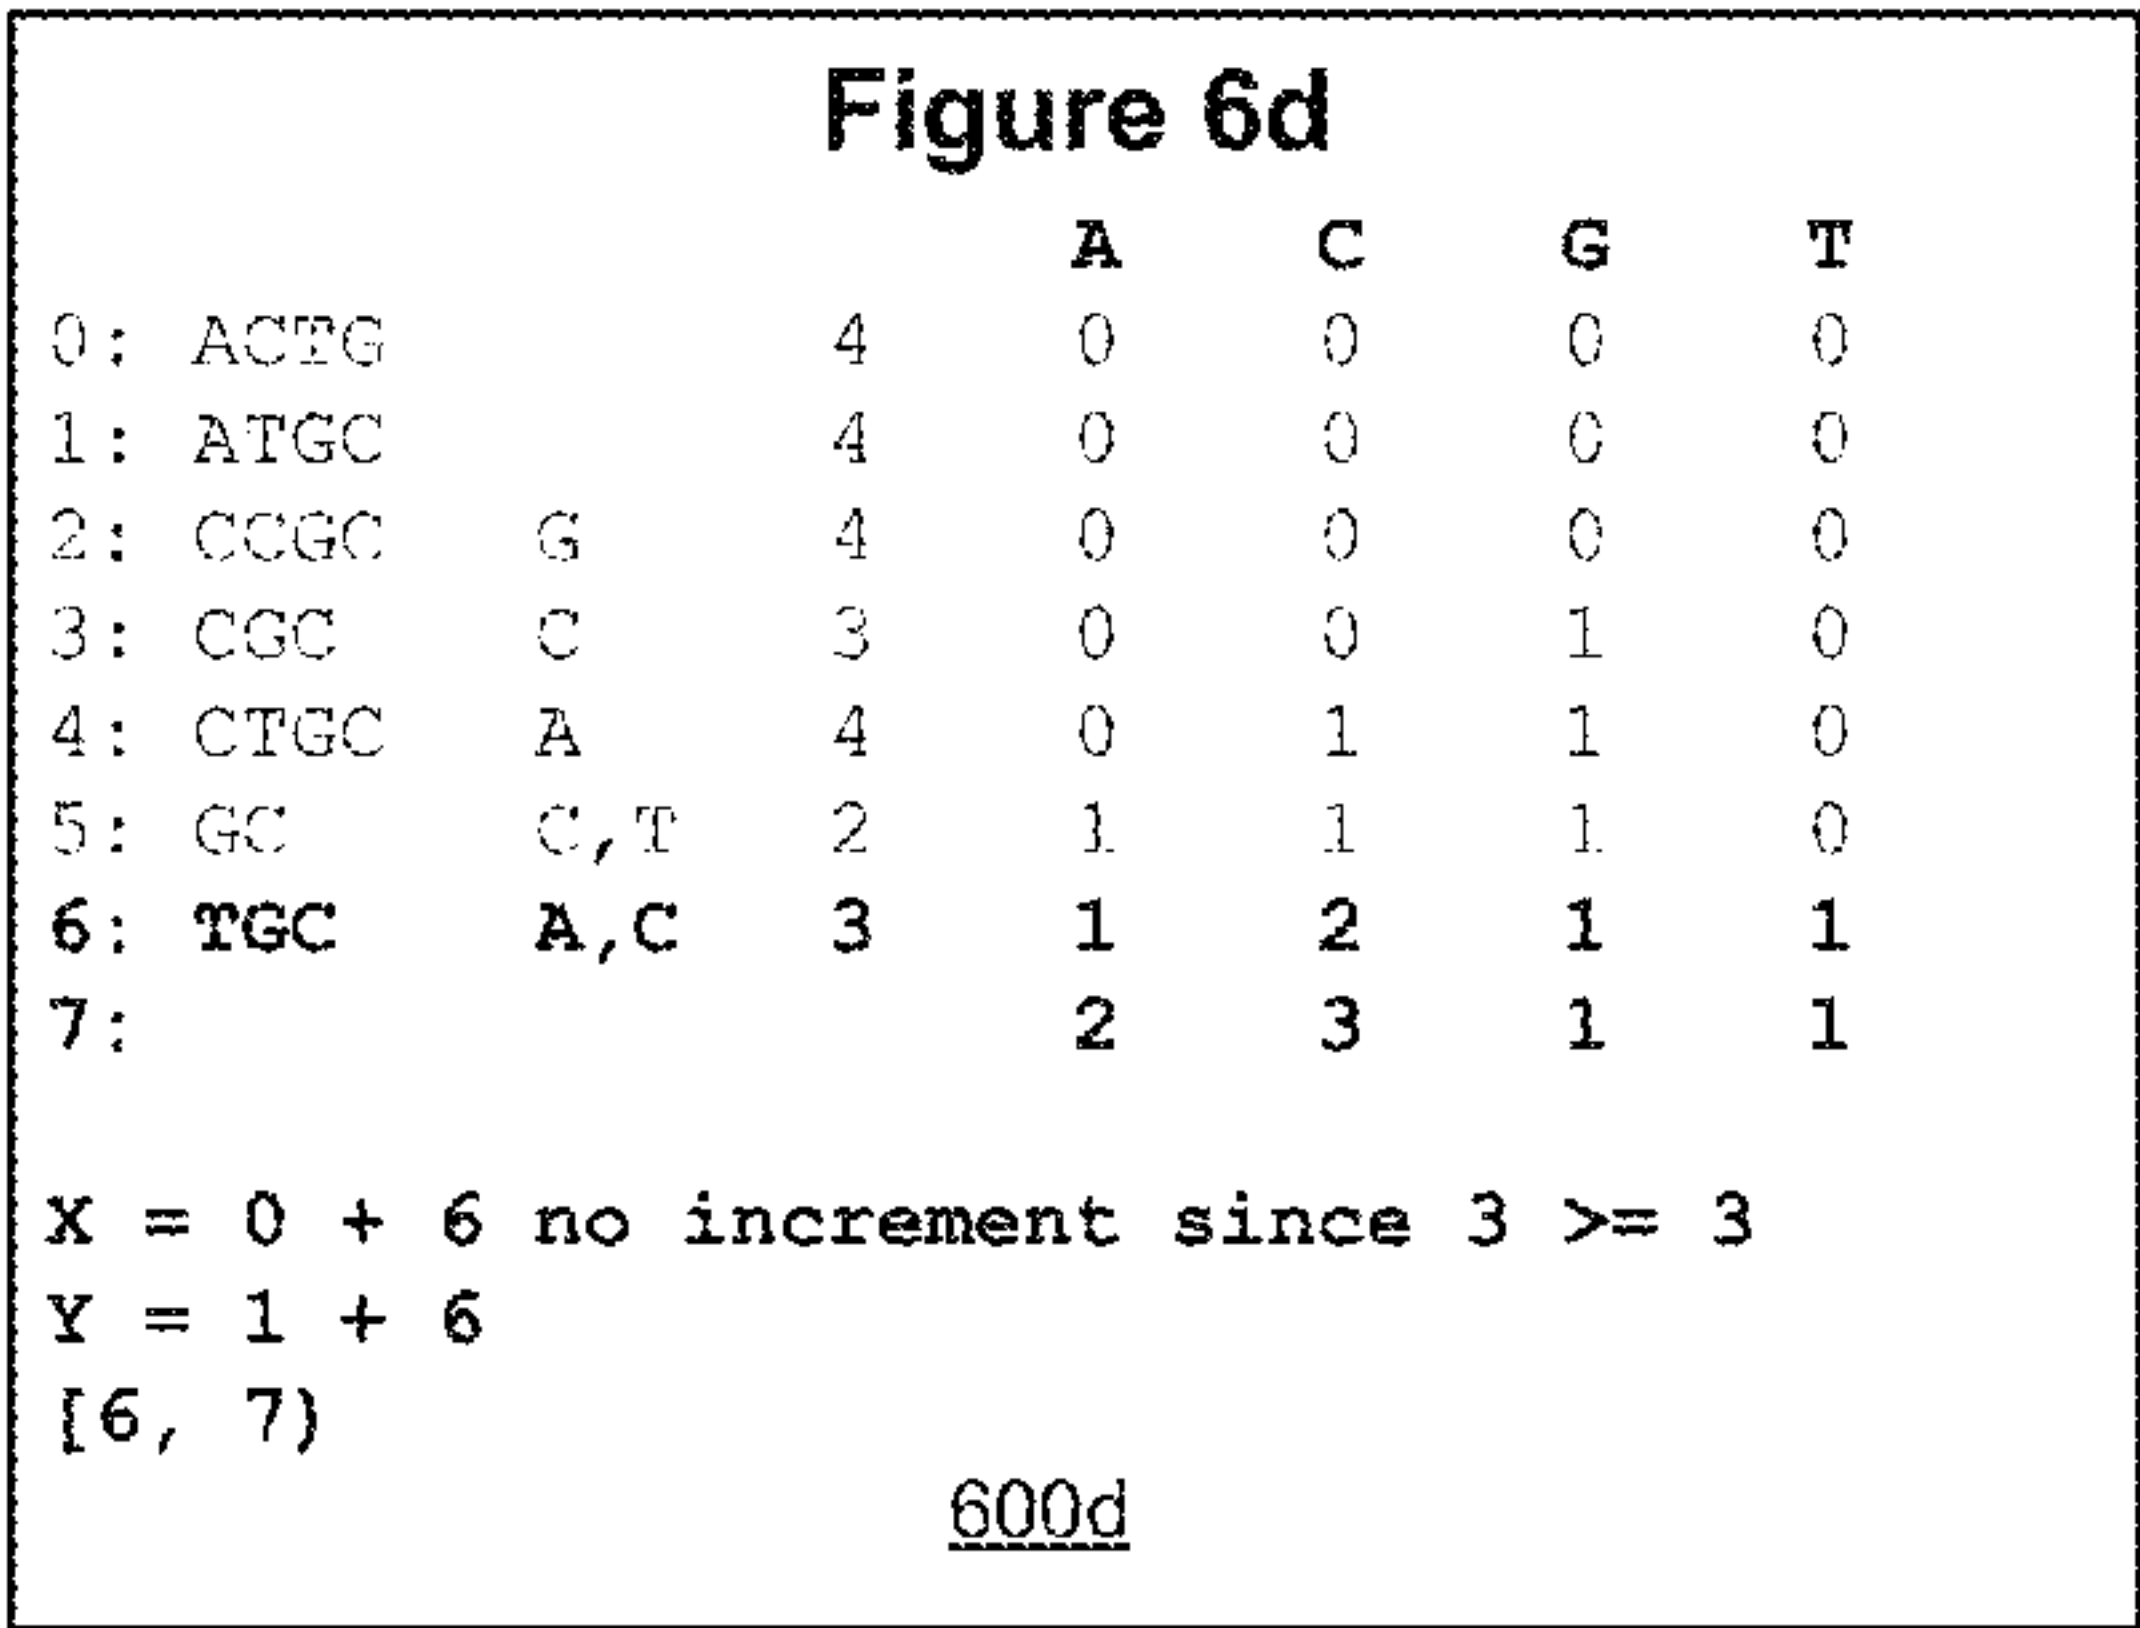 Figure 6d
A C G T
0: ACTG 4 0 0 0 0
1: ATGC 4 0 0 0 0
2: CCGC G 4 0 0 0 0
3: CGC C 3 0 0 1 0
4: CTGC A 4 0 1 1 0
5: GC C,T 2 1 1 1 0
6: TGC A,C 3 1 2 1 1
7: 2 3 1 1
X = 0 + 6 no increment since 3 >= 3
Y = 1 + 6
[6, 7)
600d